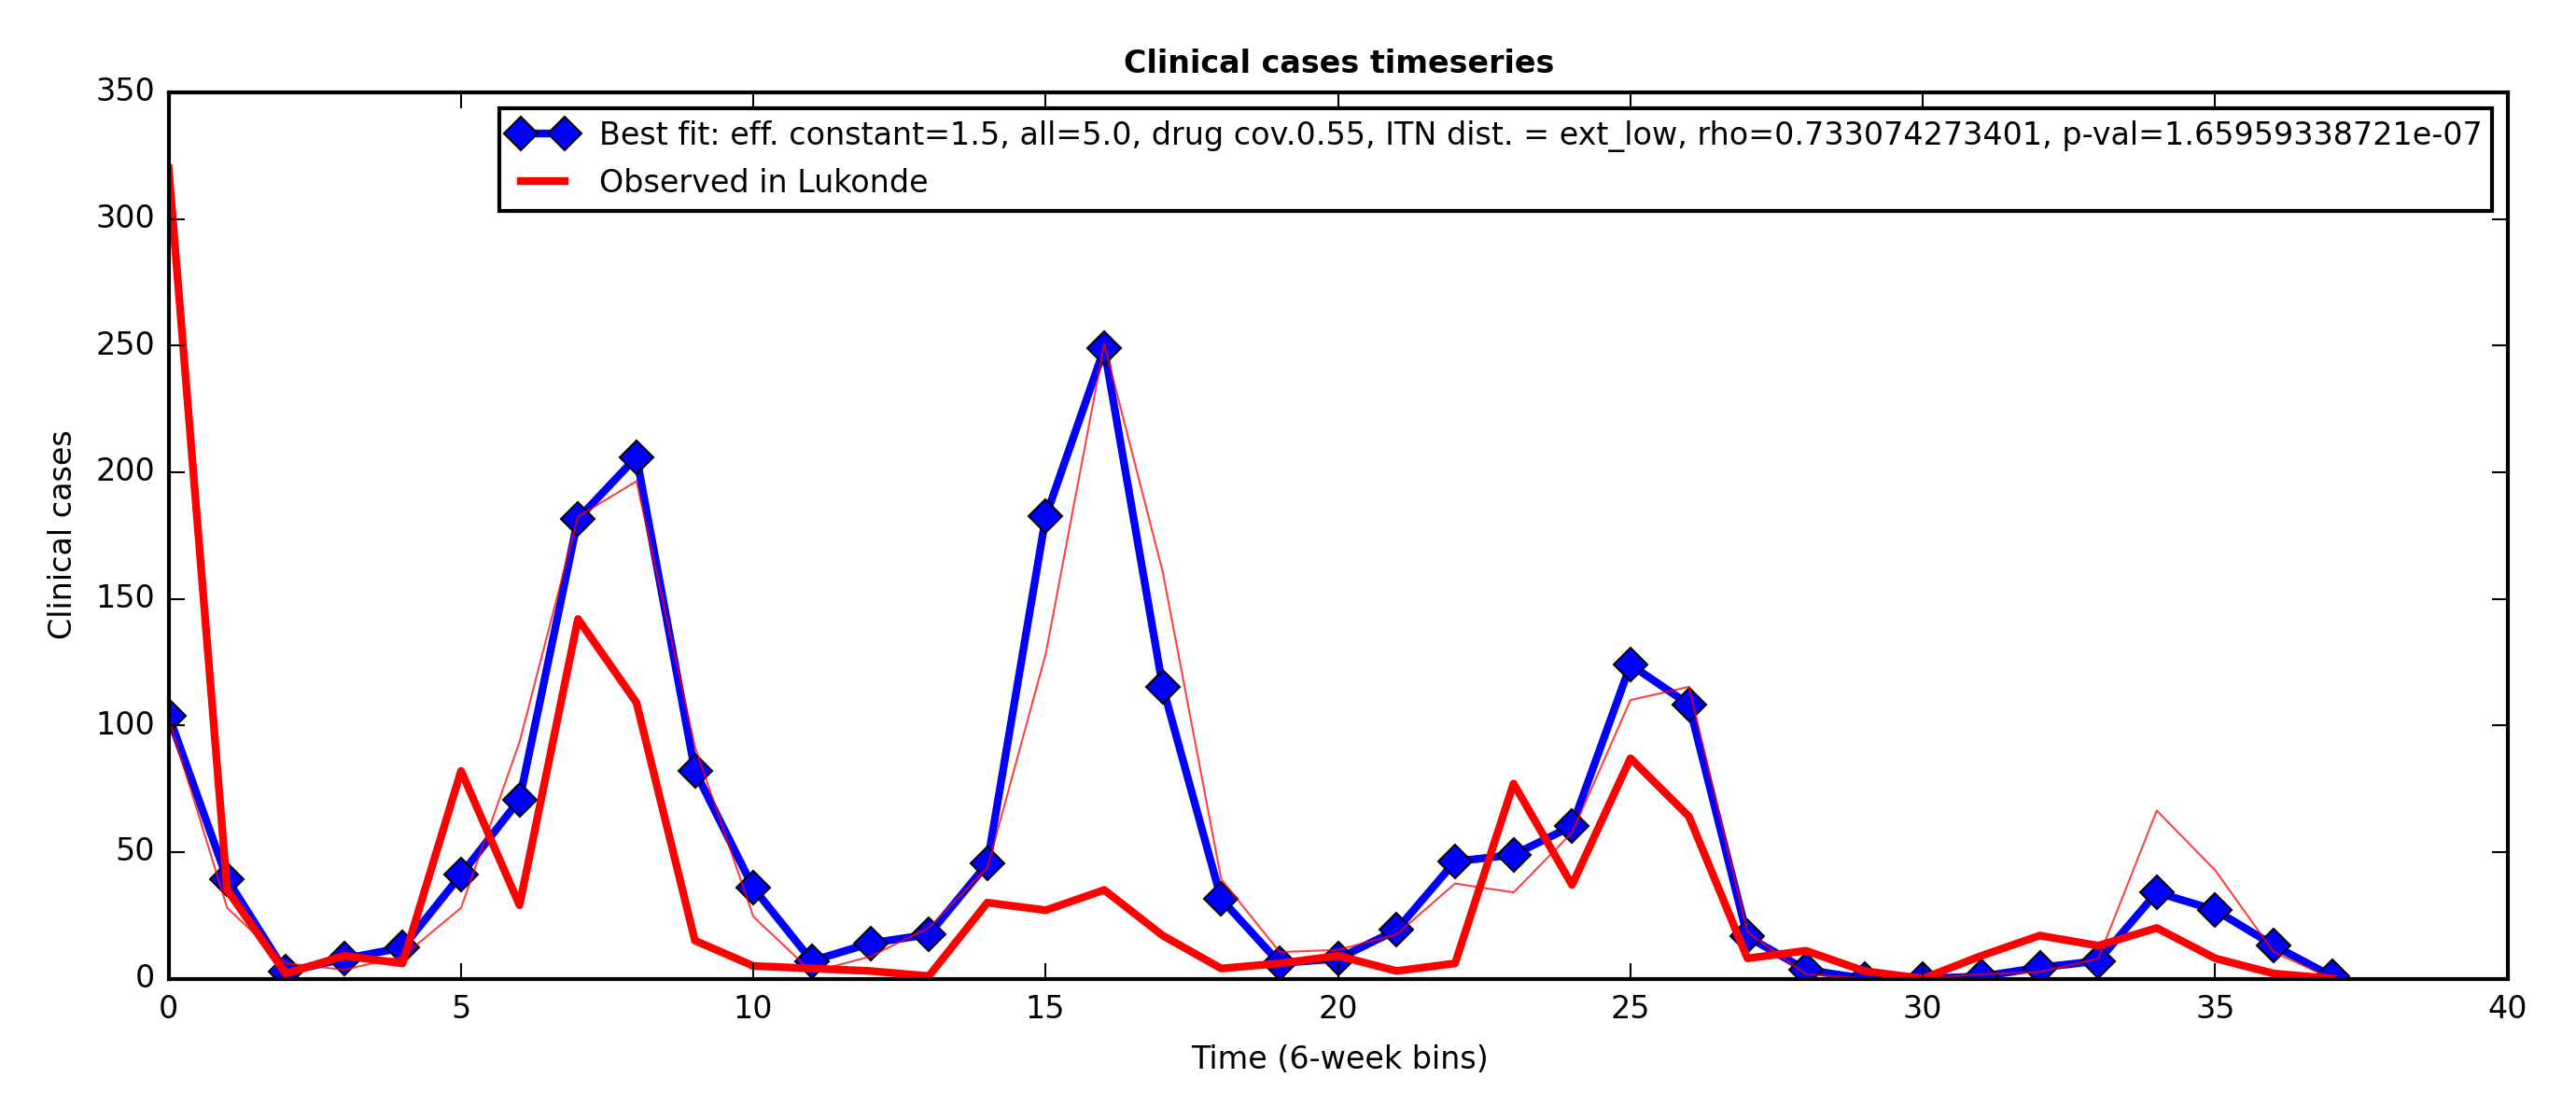 Clinical cases timeseries
Best fit: eff. constant=1.5, all=5.0, drug cov.0.55, ITN dist. = ext_low, rho=0.733074273401, p-val=1.65959338721e-07
Observed in Lukonde
Clinical cases
350
300
250
200
150
100
50
0
0 5 10 15 20 25 30 35 40
Time (6-week bins)